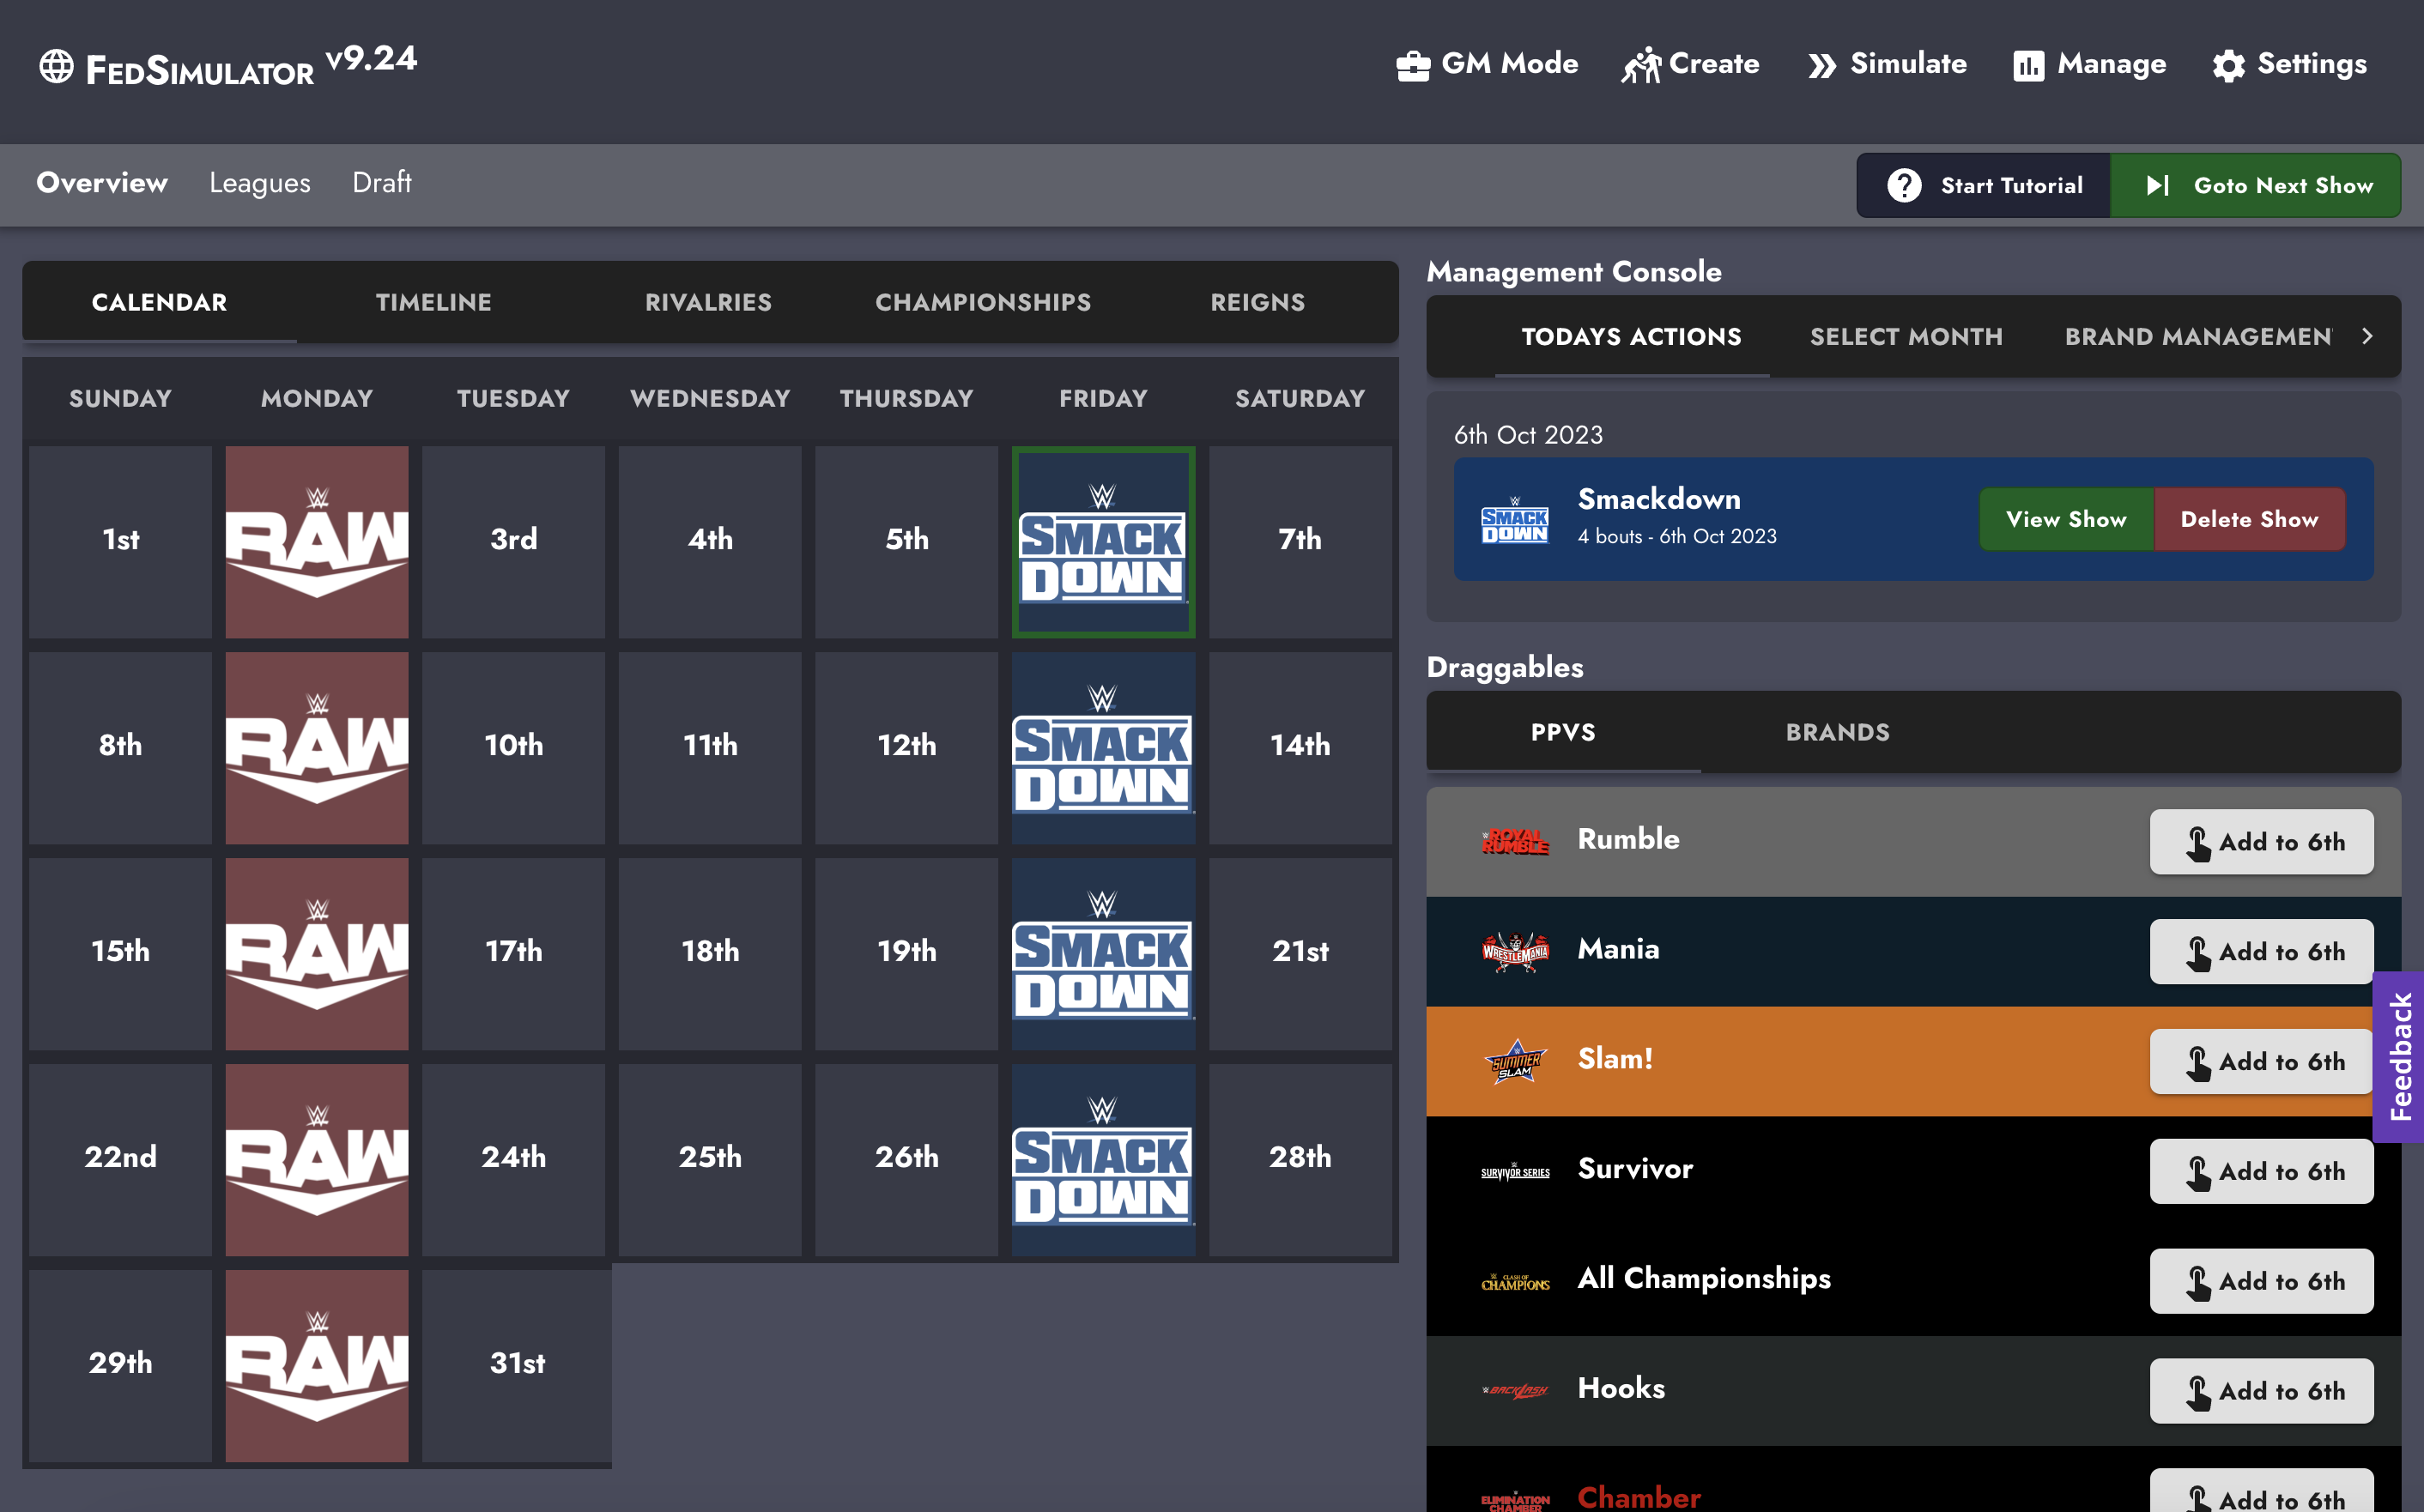 FEDSIMULATOR v9.24
GM Mode Create Simulate Manage Settings
Overview Leagues Draft
Start Tutorial Goto Next Show
CALENDAR TIMELINE RIVALRIES CHAMPIONSHIPS REIGNS
SUNDAY MONDAY TUESDAY WEDNESDAY THURSDAY FRIDAY SATURDAY
1st RAW 3rd 4th 5th SMACK DOWN 7th
8th RAW 10th 11th 12th SMACK DOWN 14th
15th RAW 17th 18th 19th SMACK DOWN 21st
22nd RAW 24th 25th 26th SMACK DOWN 28th
29th RAW 31st
Management Console
TODAYS ACTIONS SELECT MONTH BRAND MANAGEMEN
6th Oct 2023
SMACK DOWN
Smackdown
4 bouts - 6th Oct 2023
View Show Delete Show
Draggables
PPVS BRANDS
ROYAL RUMBLE Rumble Add to 6th
WRESTLEMANIA Mania Add to 6th
SUMMER SLAM Slam! Add to 6th
SURVIVOR SERIES Survivor Add to 6th
CLASH OF CHAMPIONS All Championships Add to 6th
BACKLASH Hooks Add to 6th
ELIMINATION CHAMBER Chamber Add to 6th
Feedback